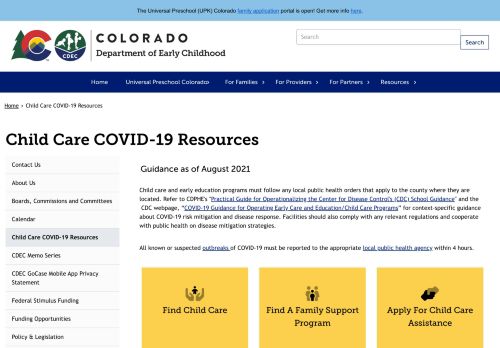 The Universal Preschool (UPK) Colorado family application portal is open! Get more info here.
CDEC
COLORADO
Department of Early Childhood
Search
Search
Home
Universal Preschool Colorado
For Families
For Providers
For Partners
Resources
Home › Child Care COVID-19 Resources
Child Care COVID-19 Resources
Contact Us
About Us
Boards, Commissions and Committees
Calendar
Child Care COVID-19 Resources
CDEC Memo Series
CDEC GoCase Mobile App Privacy
Statement
Federal Stimulus Funding
Funding Opportunities
Policy & Legislation
Guidance as of August 2021
Child care and early education programs must follow any local public health orders that apply to the county where they are
located. Refer to CDPHE's "Practical Guide for Operationalizing the Center for Disease Control's (CDC) School Guidance" and the
CDC webpage, “COVID-19 Guidance for Operating Early Care and Education/Child Care Programs” for context-specific guidance
about COVID-19 risk mitigation and disease response. Facilities should also comply with any relevant regulations and cooperate
with public health on disease mitigation strategies.
All known or suspected outbreaks of COVID-19 must be reported to the appropriate local public health agency within 4 hours.
Find Child Care
Find A Family Support
Program
Apply For Child Care
Assistance